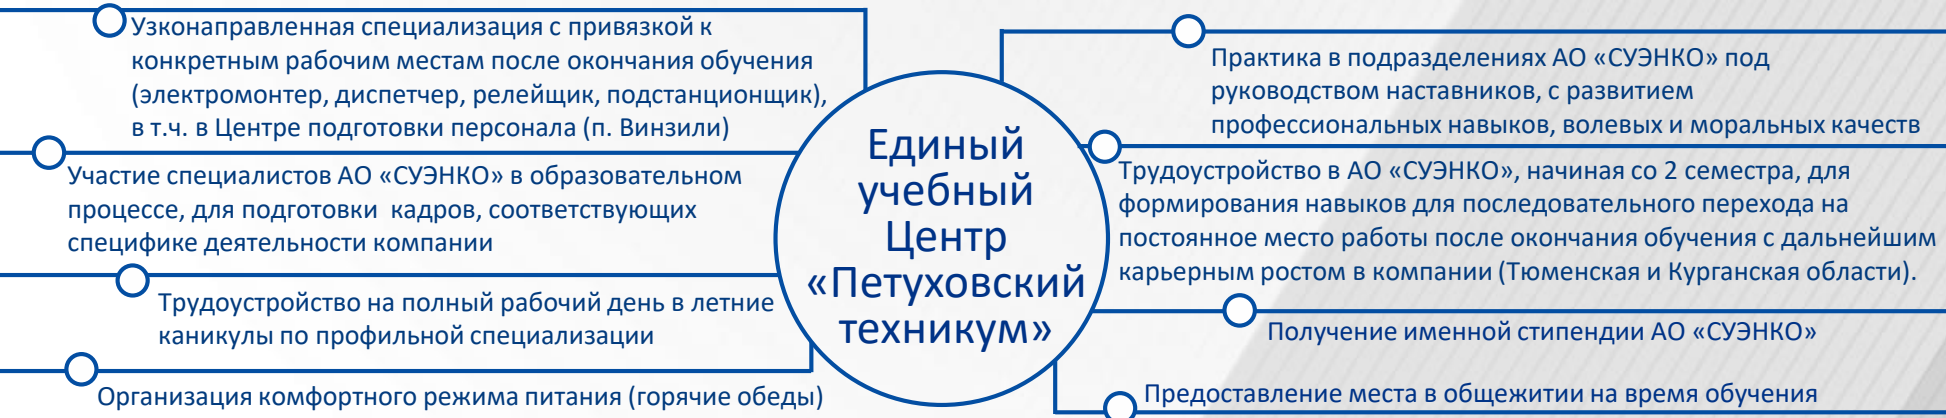 Узконаправленная специализация с привязкой к
конкретным рабочим местам после окончания обучения
(электромонтер, диспетчер, релейщик, подстанционщик),
в т.ч. в Центре подготовки персонала (п. Винзили)
Участие специалистов АО «СУЭНКО» в образовательном
процессе, для подготовки кадров, соответствующих
специфике деятельности компании
Трудоустройство на полный рабочий день в летние
каникулы по профильной специализации
Организация комфортного режима питания (горячие обеды)
Единый
учебный
Центр
«Петуховский
техникум»
Практика в подразделениях АО «СУЭНКО» под
руководством наставников, с развитием
профессиональных навыков, волевых и моральных качеств
Трудоустройство в АО «СУЭНКО», начиная со 2 семестра, для
формирования навыков для последовательного перехода на
постоянное место работы после окончания обучения с дальнейшим
карьерным ростом в компании (Тюменская и Курганская области).
Получение именной стипендии АО «СУЭНКО»
Предоставление места в общежитии на время обучения